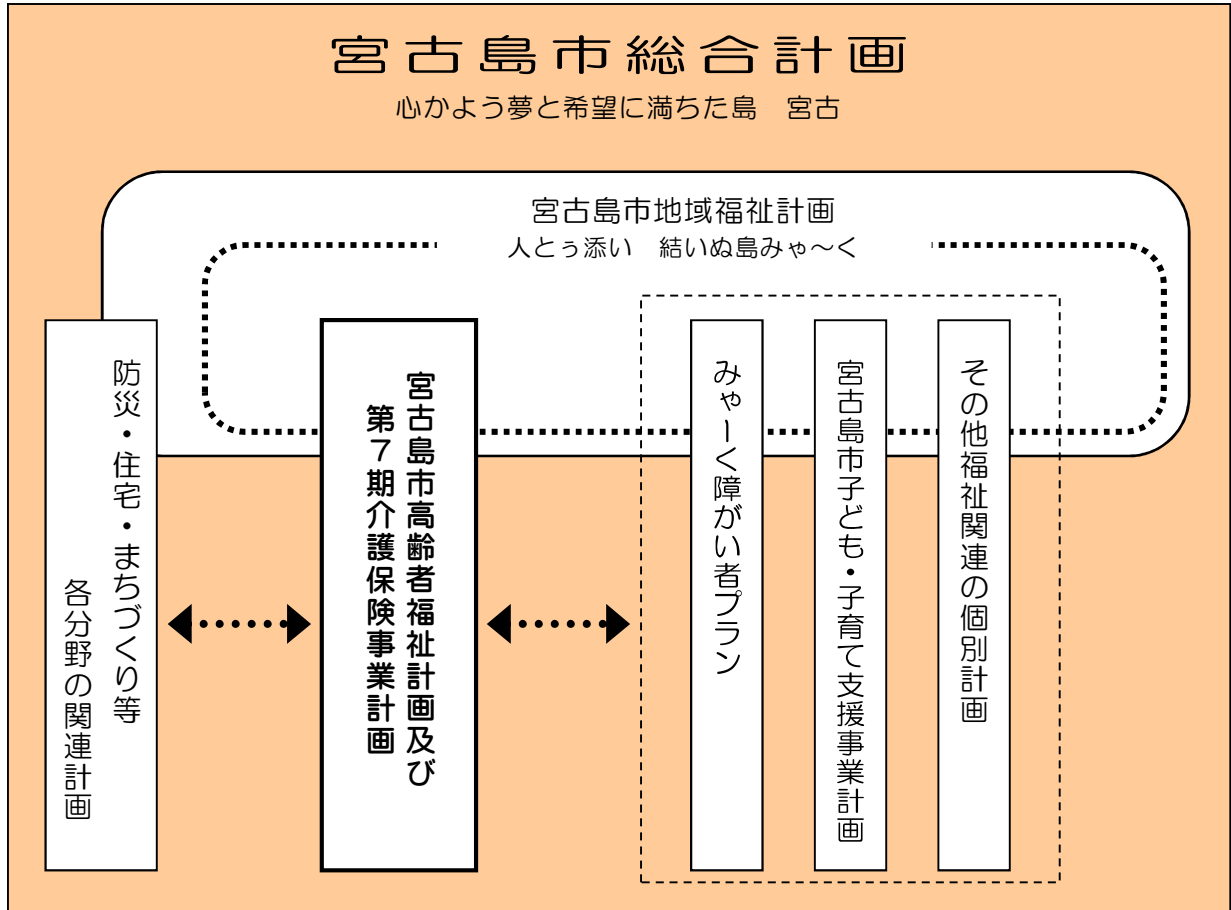 宮古島市総合計画
心かよう夢と希望に満ちた島　宮古
宮古島市地域福祉計画
人とぅ添い　結いぬ島みゃ～く
防災・住宅・まちづくり等
各分野の関連計画
宮古島市高齢者福祉計画及び
第７期介護保険事業計画
みゃーく障がい者プラン
宮古島市子ども・子育て支援事業計画
その他福祉関連の個別計画